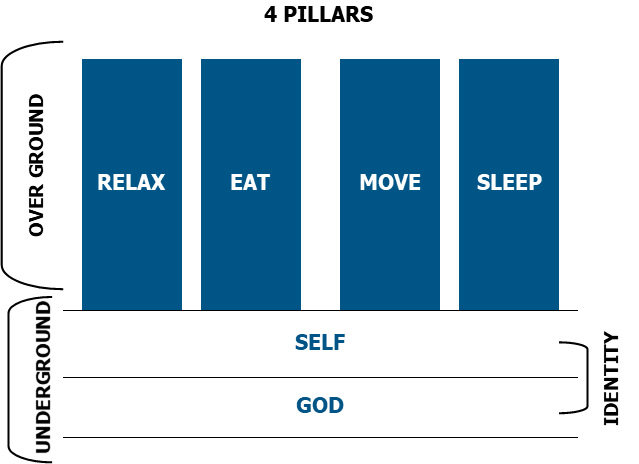 4 PILLARS
OVER GROUND
RELAX
EAT
MOVE
SLEEP
UNDERGROUND
SELF
GOD
IDENTITY